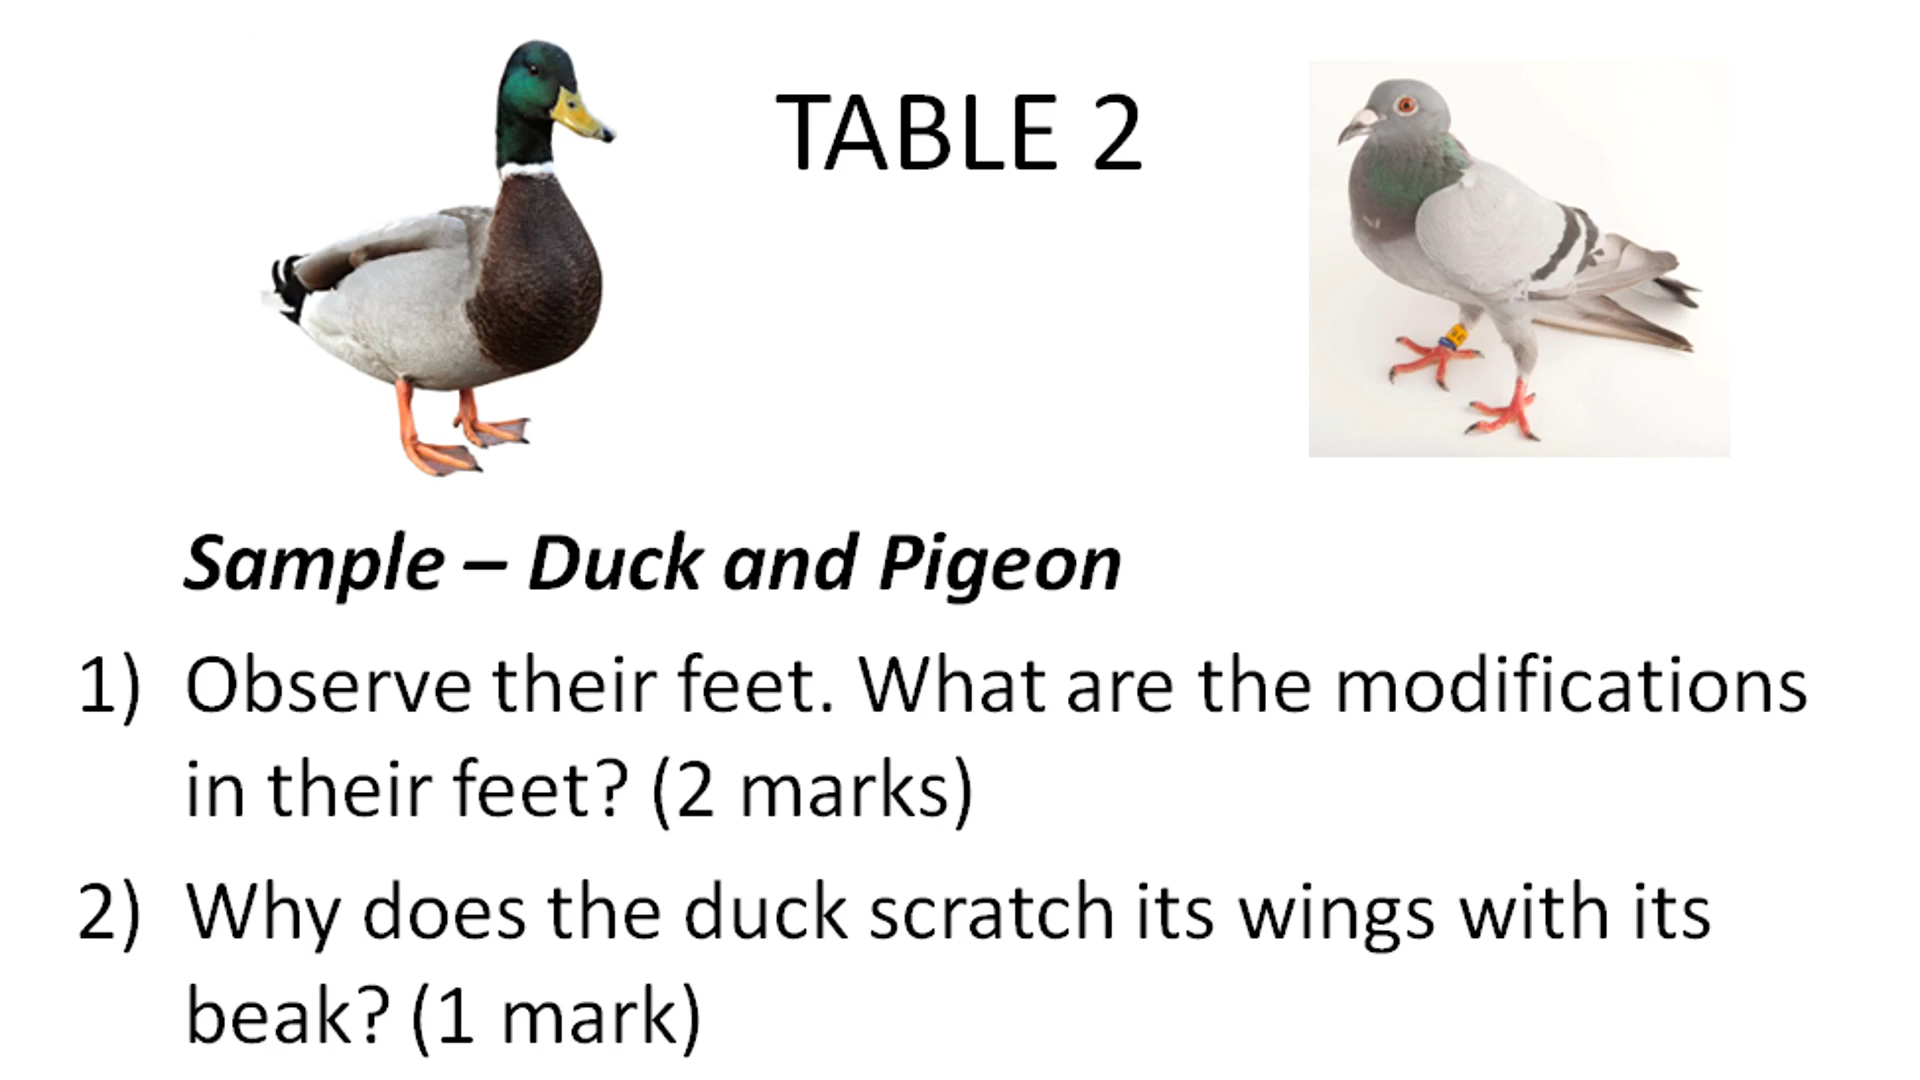 TABLE 2
Sample – Duck and Pigeon
1) Observe their feet. What are the modifications
in their feet? (2 marks)
2) Why does the duck scratch its wings with its
beak? (1 mark)